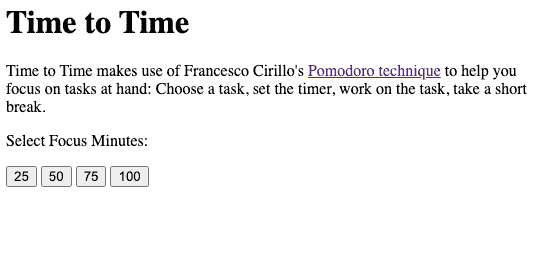 Time to Time
Time to Time makes use of Francesco Cirillo's Pomodoro technique to help you
focus on tasks at hand: Choose a task, set the timer, work on the task, take a short
break.
Select Focus Minutes:
25 50 75 100